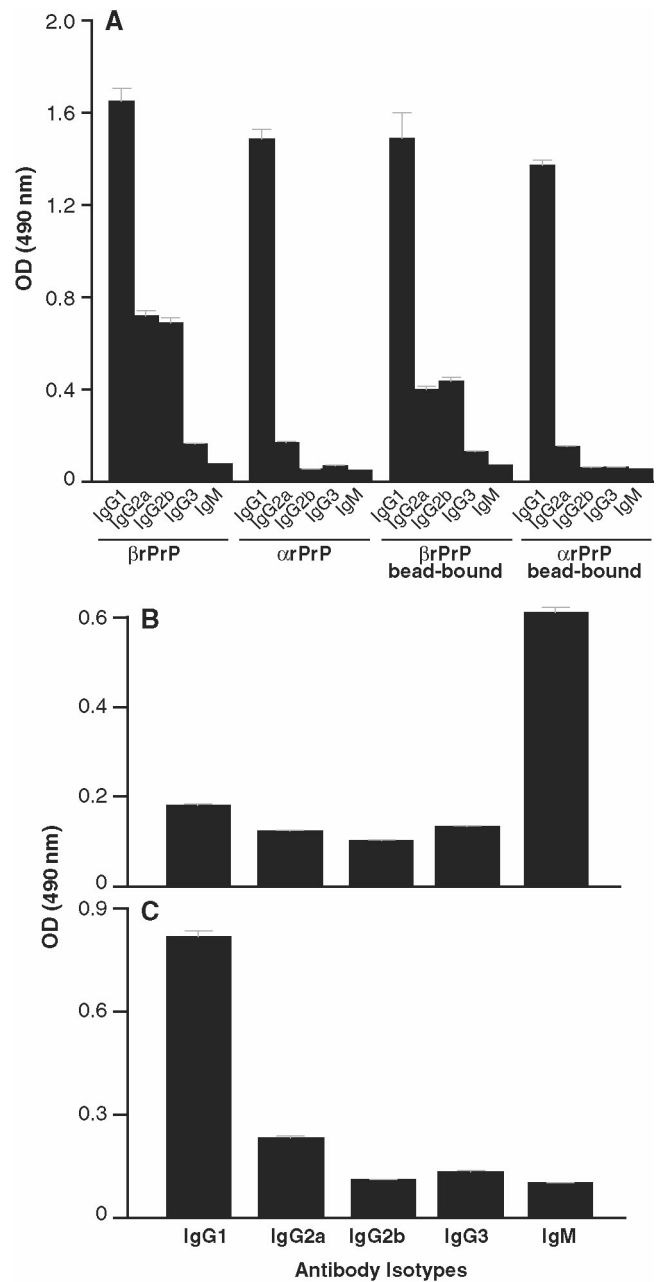 A
2.0
1.6
1.2
0.8
0.4
0
OD (490 nm)
IgG1 IgG2a IgG2b IgG3 IgM IgG1 IgG2a IgG2b IgG3 IgM IgG1 IgG2a IgG2b IgG3 IgM IgG1 IgG2a IgG2b IgG3 IgM
βrPrP αrPrP βrPrP αrPrP
bead-bound bead-bound
B
0.6
0.4
0.2
0
OD (490 nm)
C
0.9
0.6
0.3
0
IgG1 IgG2a IgG2b IgG3 IgM
Antibody Isotypes